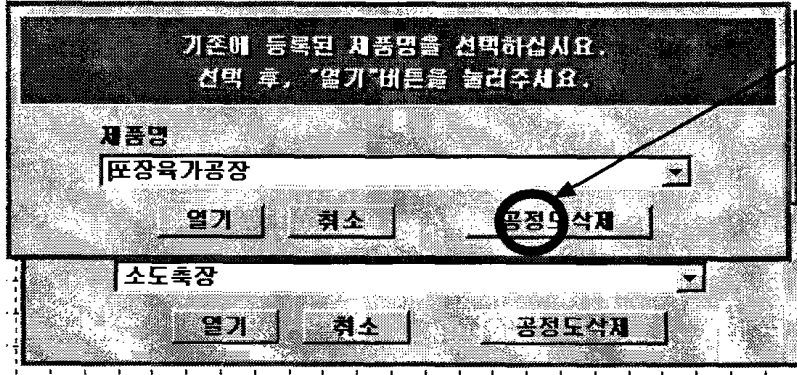 기존에 등록된 제품명을 선택하십시요.
선택 후, "열기"버튼을 눌러주세요.
제품명
포장육가공장
열기 취소 공정도삭제
소도축장
열기 취소 공정도삭제